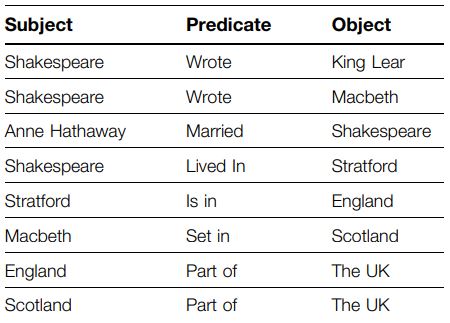 Subject Predicate Object
Shakespeare Wrote King Lear
Shakespeare Wrote Macbeth
Anne Hathaway Married Shakespeare
Shakespeare Lived In Stratford
Stratford Is in England
Macbeth Set in Scotland
England Part of The UK
Scotland Part of The UK